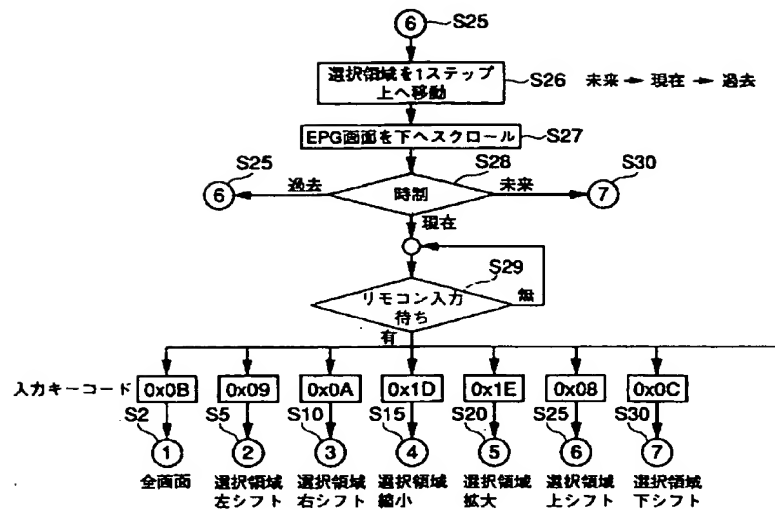 6 S25
選択領域を1ステップ
上へ移動
S26 未来→現在→過去
EPG画面を下へスクロール S27
S25 S28 S30
6 過去 時制 未来 7
現在
S29
リモコン入力
待ち
無
有
入力キーコード 0x0B 0x09 0x0A 0x1D 0x1E 0x08 0x0C
S2 S5 S10 S15 S20 S25 S30
1 2 3 4 5 6 7
全画面 選択領域 選択領域 選択領域 選択領域 選択領域 選択領域
左シフト 右シフト 縮小 拡大 上シフト 下シフト